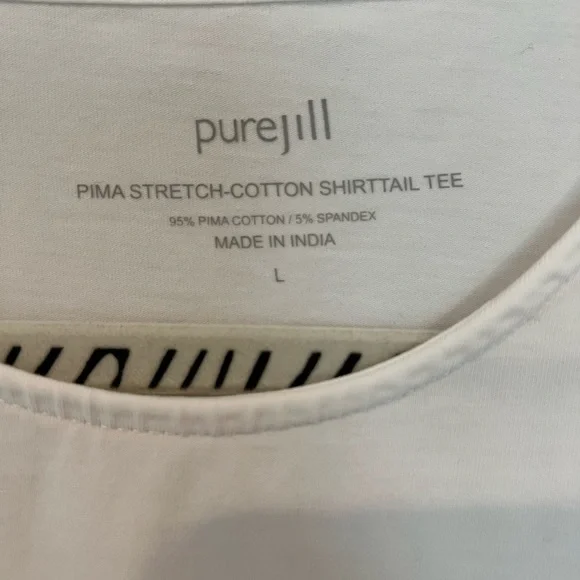 purejill
PIMA STRETCH-COTTON SHIRTTAIL TEE
95% PIMA COTTON / 5% SPANDEX
MADE IN INDIA
L